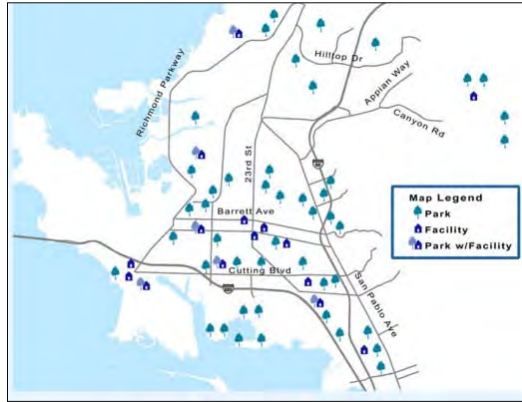 Hilltop Dr
Richmond Parkway
Appian Way
Canyon Rd
23rd St
Map Legend
Park
Facility
Park w/Facility
Barrett Ave
Cutting Blvd
San Pablo Ave